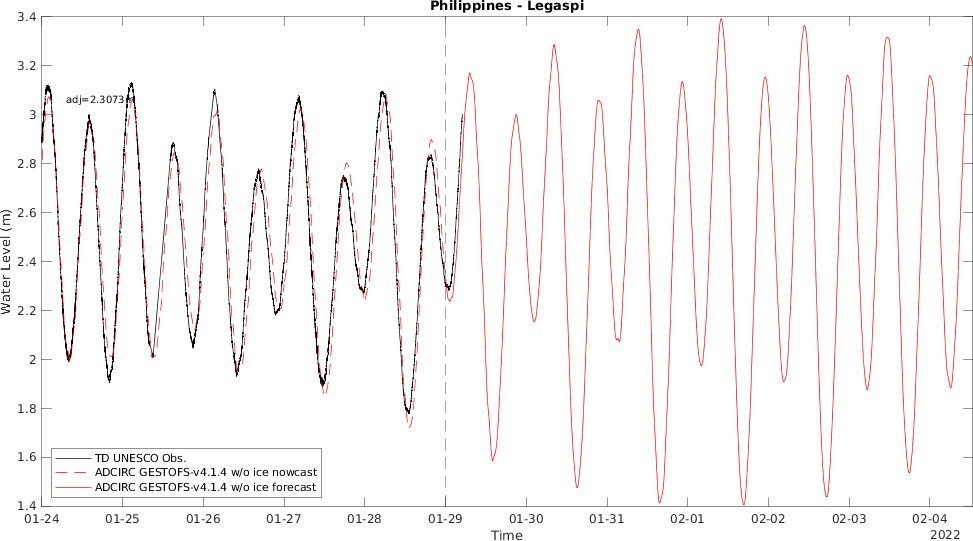 Philippines - Legaspi
3.4
3.2
3
2.8
2.6
2.4
2.2
2
1.8
1.6
1.4
Water Level (m)
adj=2.3073
TD UNESCO Obs.
ADCIRC GESTOFS-v4.1.4 w/o ice nowcast
ADCIRC GESTOFS-v4.1.4 w/o ice forecast
01-24 01-25 01-26 01-27 01-28 01-29 01-30 01-31 02-01 02-02 02-03 02-04
Time
2022